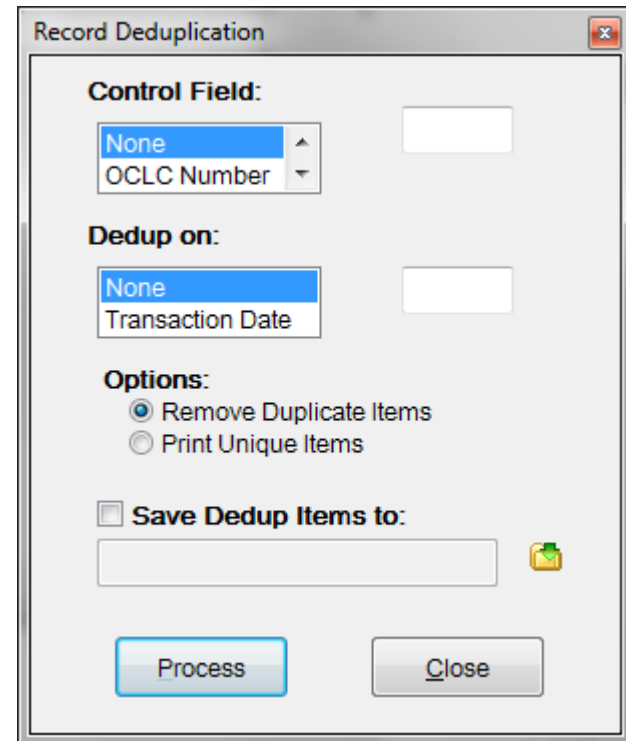 Record Deduplication
Control Field:
None
OCLC Number
Dedup on:
None
Transaction Date
Options:
Remove Duplicate Items
Print Unique Items
Save Dedup Items to:
Process
Close